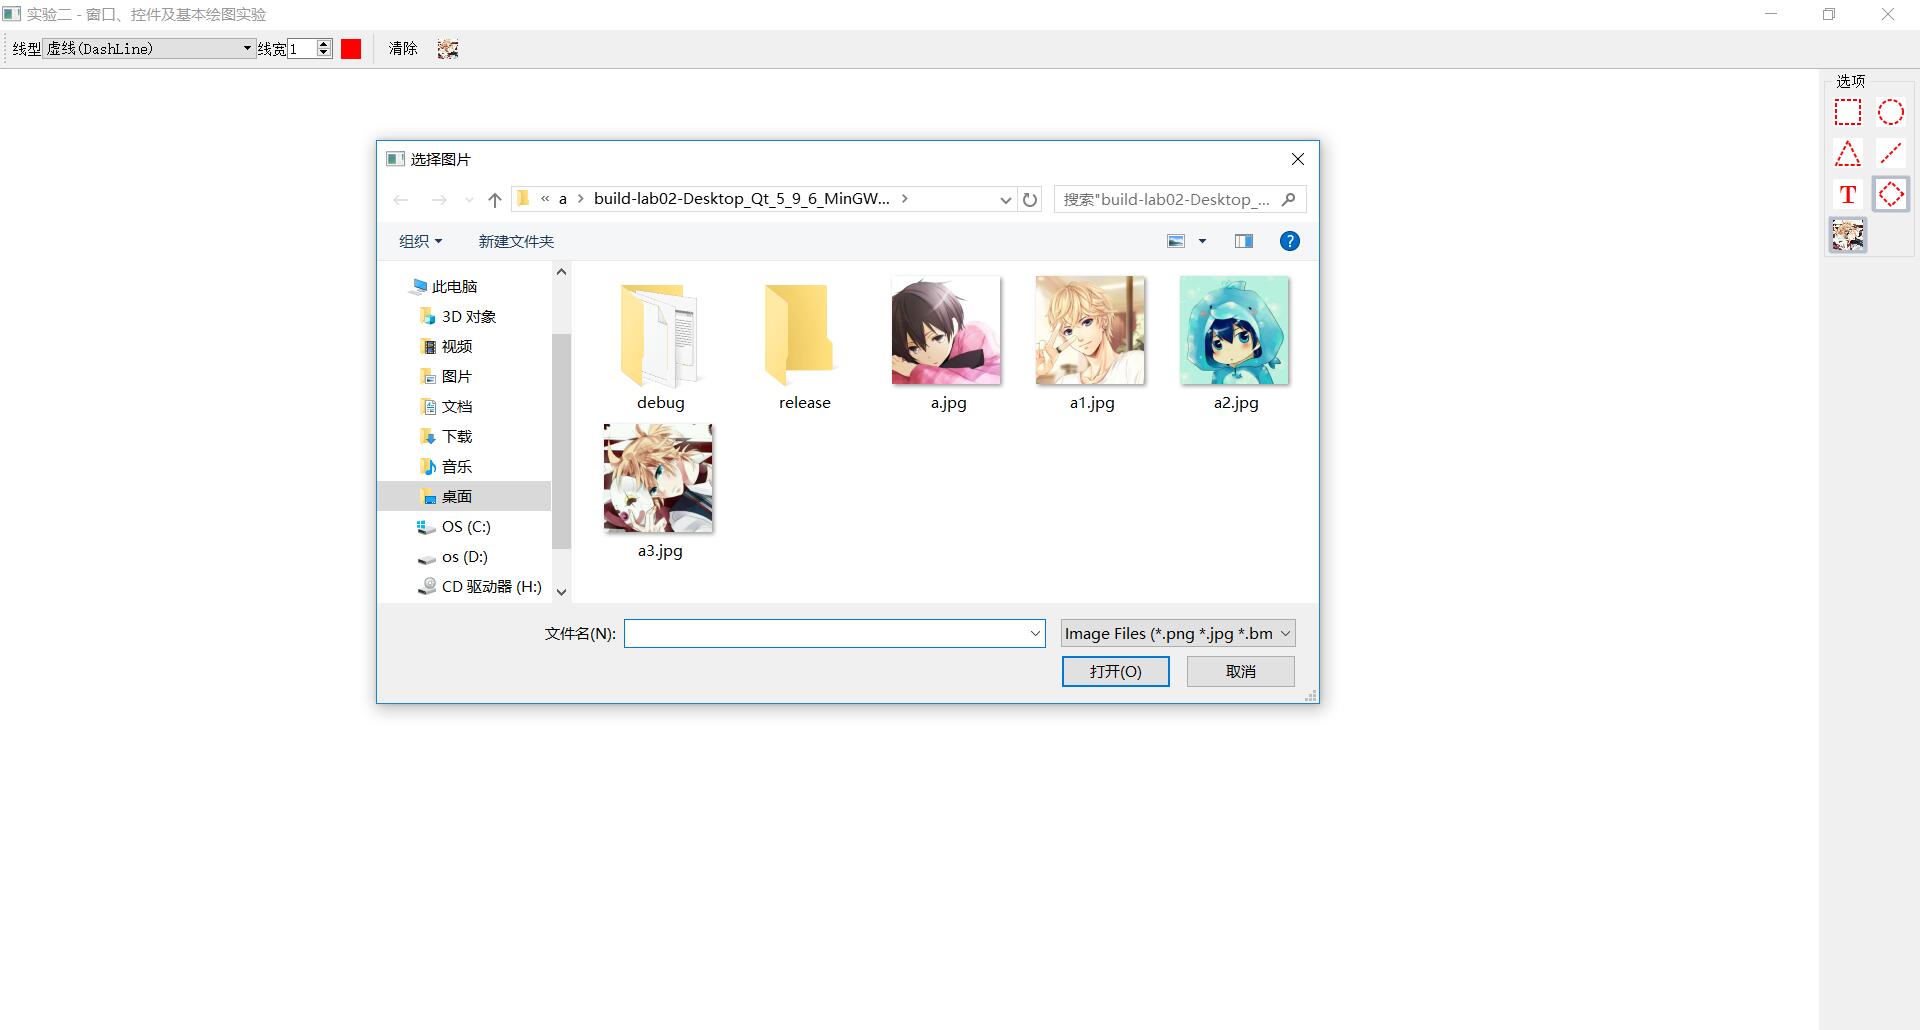 实验二 - 窗口、控件及基本绘图实验
线型 虚线(DashLine) 线宽 1 清除
选项
T
选择图片
« a > build-lab02-Desktop_Qt_5_9_6_MinGW... >
搜索"build-lab02-Desktop_...
组织 新建文件夹
?
此电脑
3D 对象
视频
图片
文档
下载
音乐
桌面
OS (C:)
os (D:)
CD 驱动器 (H:)
debug
release
a.jpg
a1.jpg
a2.jpg
a3.jpg
文件名(N):
Image Files (*.png *.jpg *.bm
打开(O)
取消